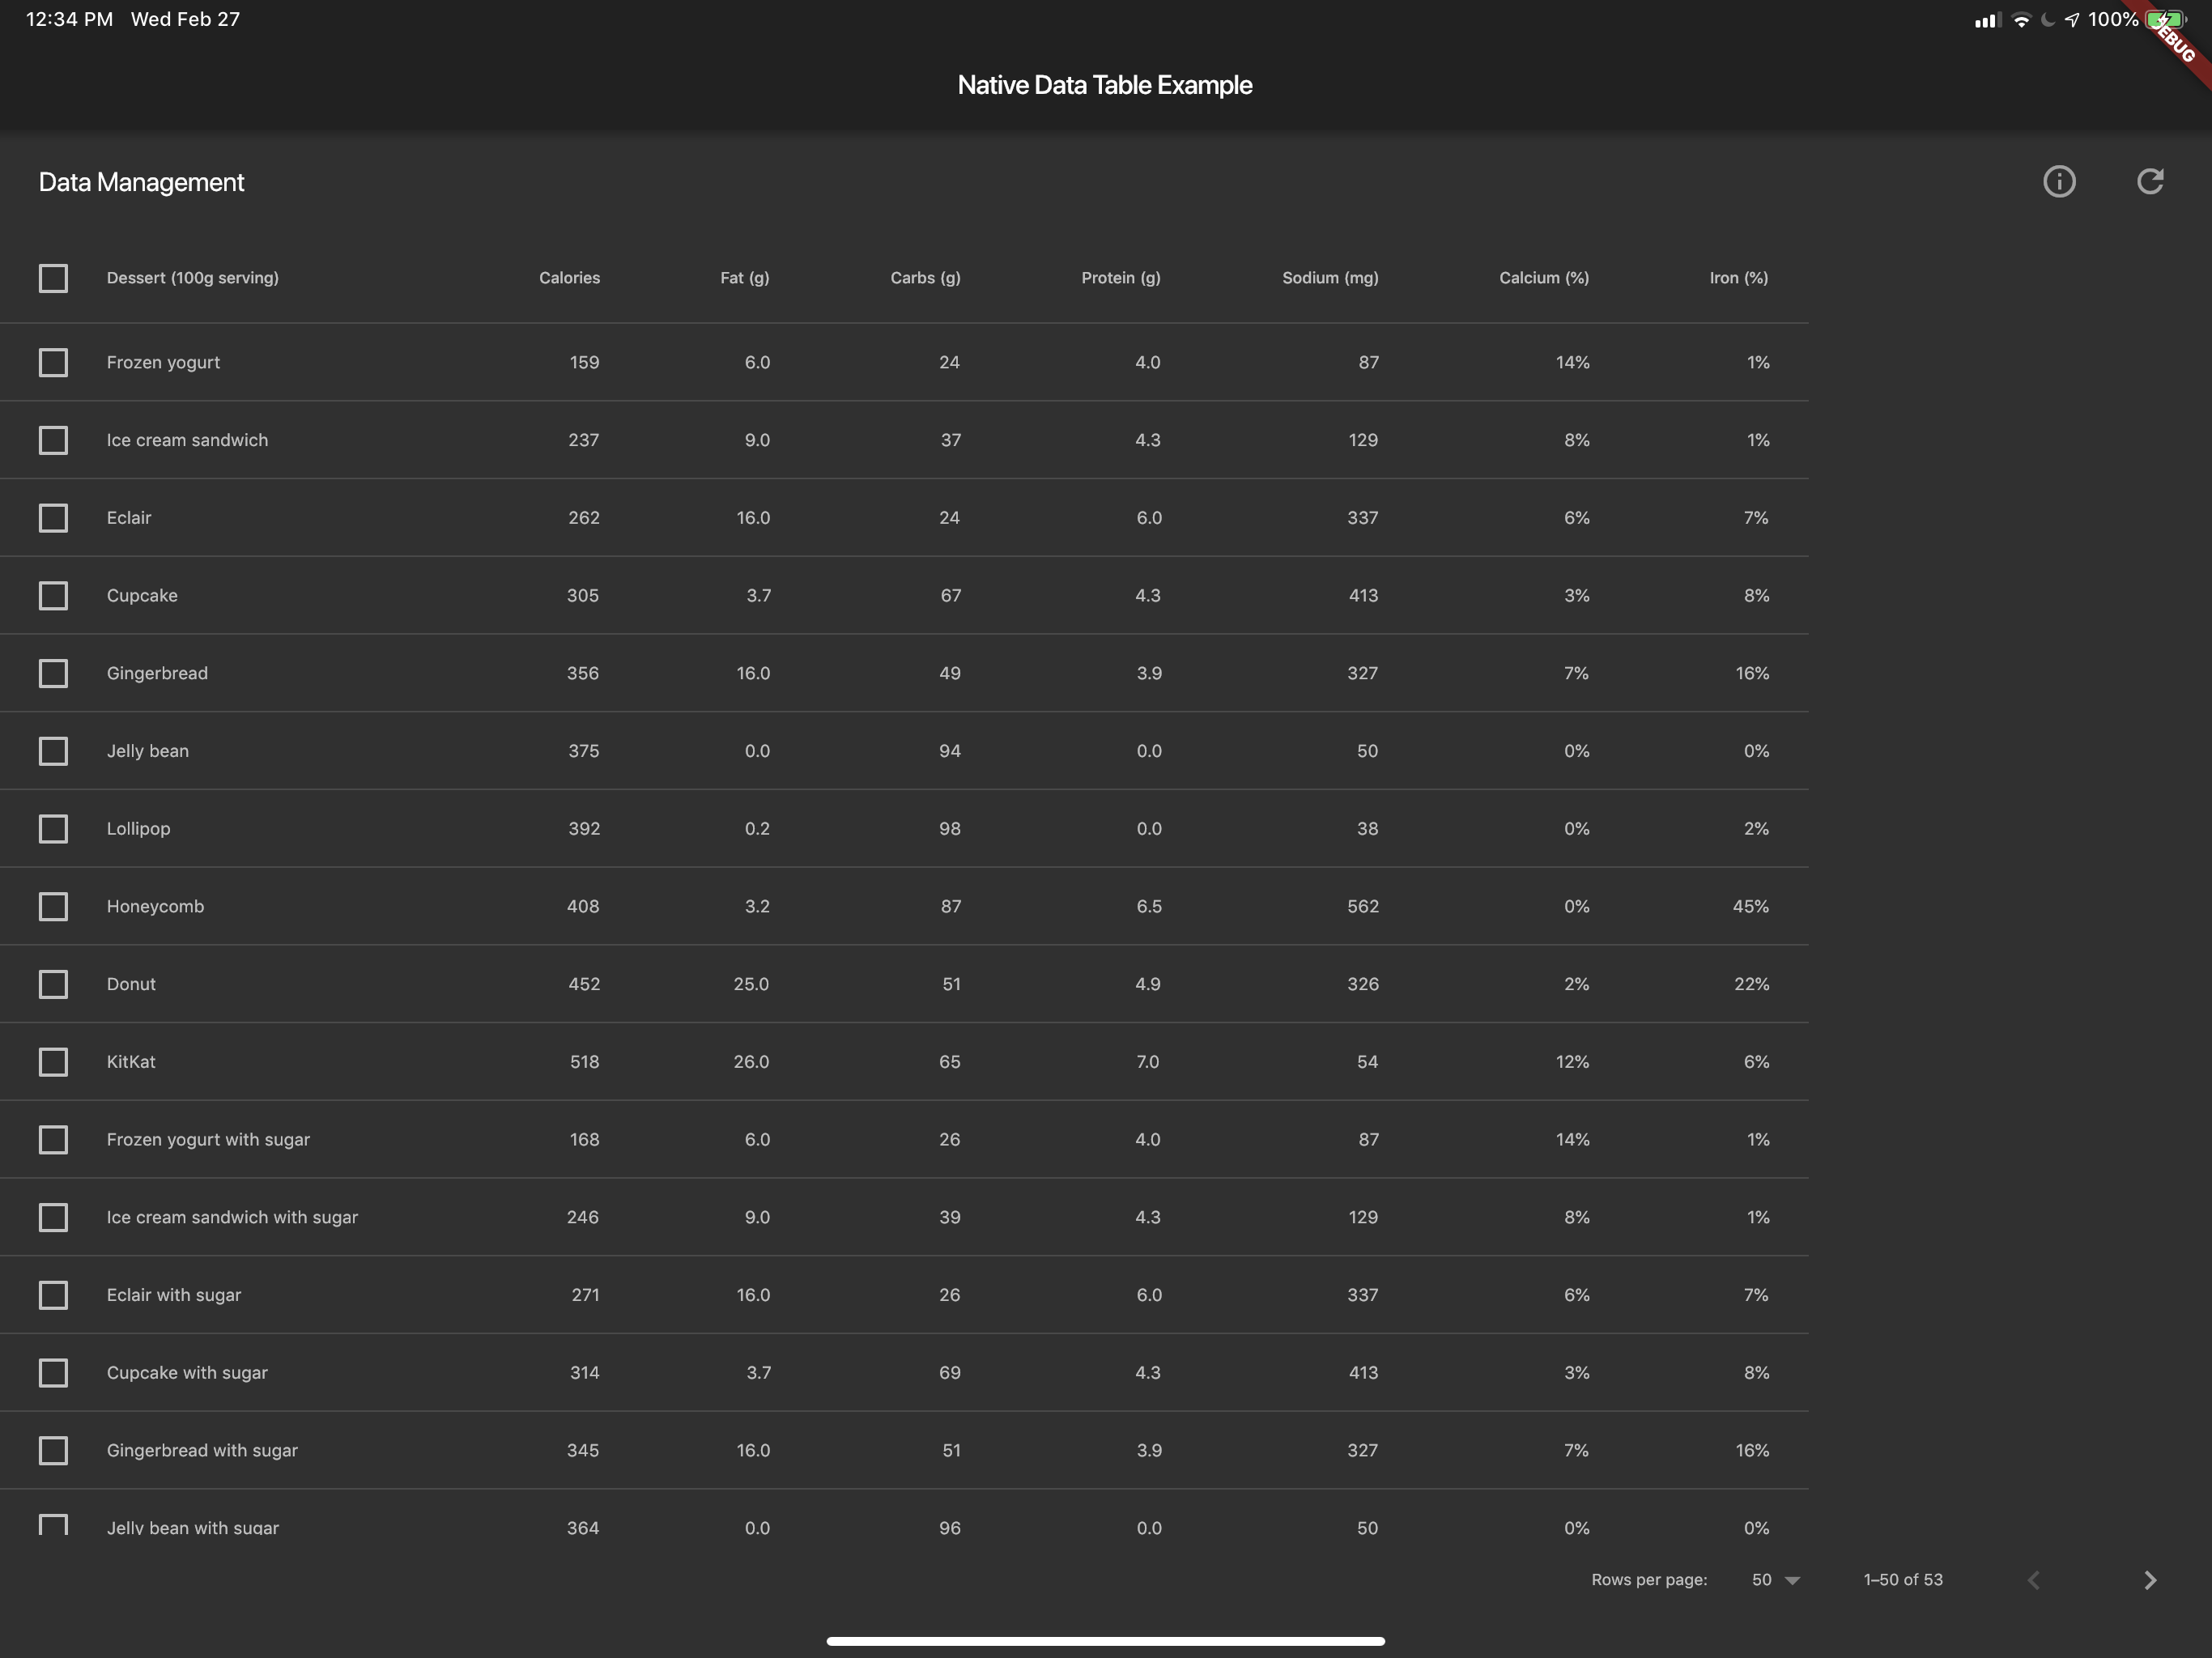 12:34 PM Wed Feb 27 100%
DEBUG
Native Data Table Example
Data Management
Dessert (100g serving) Calories Fat (g) Carbs (g) Protein (g) Sodium (mg) Calcium (%) Iron (%)
Frozen yogurt 159 6.0 24 4.0 87 14% 1%
Ice cream sandwich 237 9.0 37 4.3 129 8% 1%
Eclair 262 16.0 24 6.0 337 6% 7%
Cupcake 305 3.7 67 4.3 413 3% 8%
Gingerbread 356 16.0 49 3.9 327 7% 16%
Jelly bean 375 0.0 94 0.0 50 0% 0%
Lollipop 392 0.2 98 0.0 38 0% 2%
Honeycomb 408 3.2 87 6.5 562 0% 45%
Donut 452 25.0 51 4.9 326 2% 22%
KitKat 518 26.0 65 7.0 54 12% 6%
Frozen yogurt with sugar 168 6.0 26 4.0 87 14% 1%
Ice cream sandwich with sugar 246 9.0 39 4.3 129 8% 1%
Eclair with sugar 271 16.0 26 6.0 337 6% 7%
Cupcake with sugar 314 3.7 69 4.3 413 3% 8%
Gingerbread with sugar 345 16.0 51 3.9 327 7% 16%
Jelly bean with sugar 364 0.0 96 0.0 50 0% 0%
Rows per page: 50 1–50 of 53